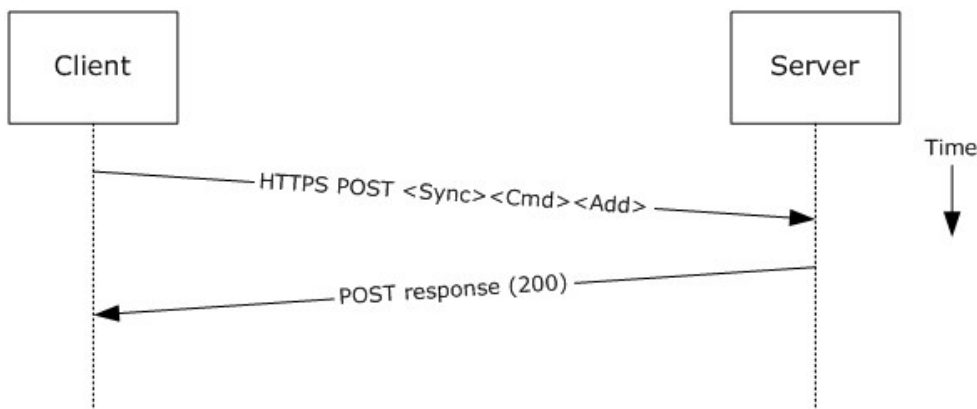 Client
Server
Time
HTTPS POST <Sync><Cmd><Add>
POST response (200)